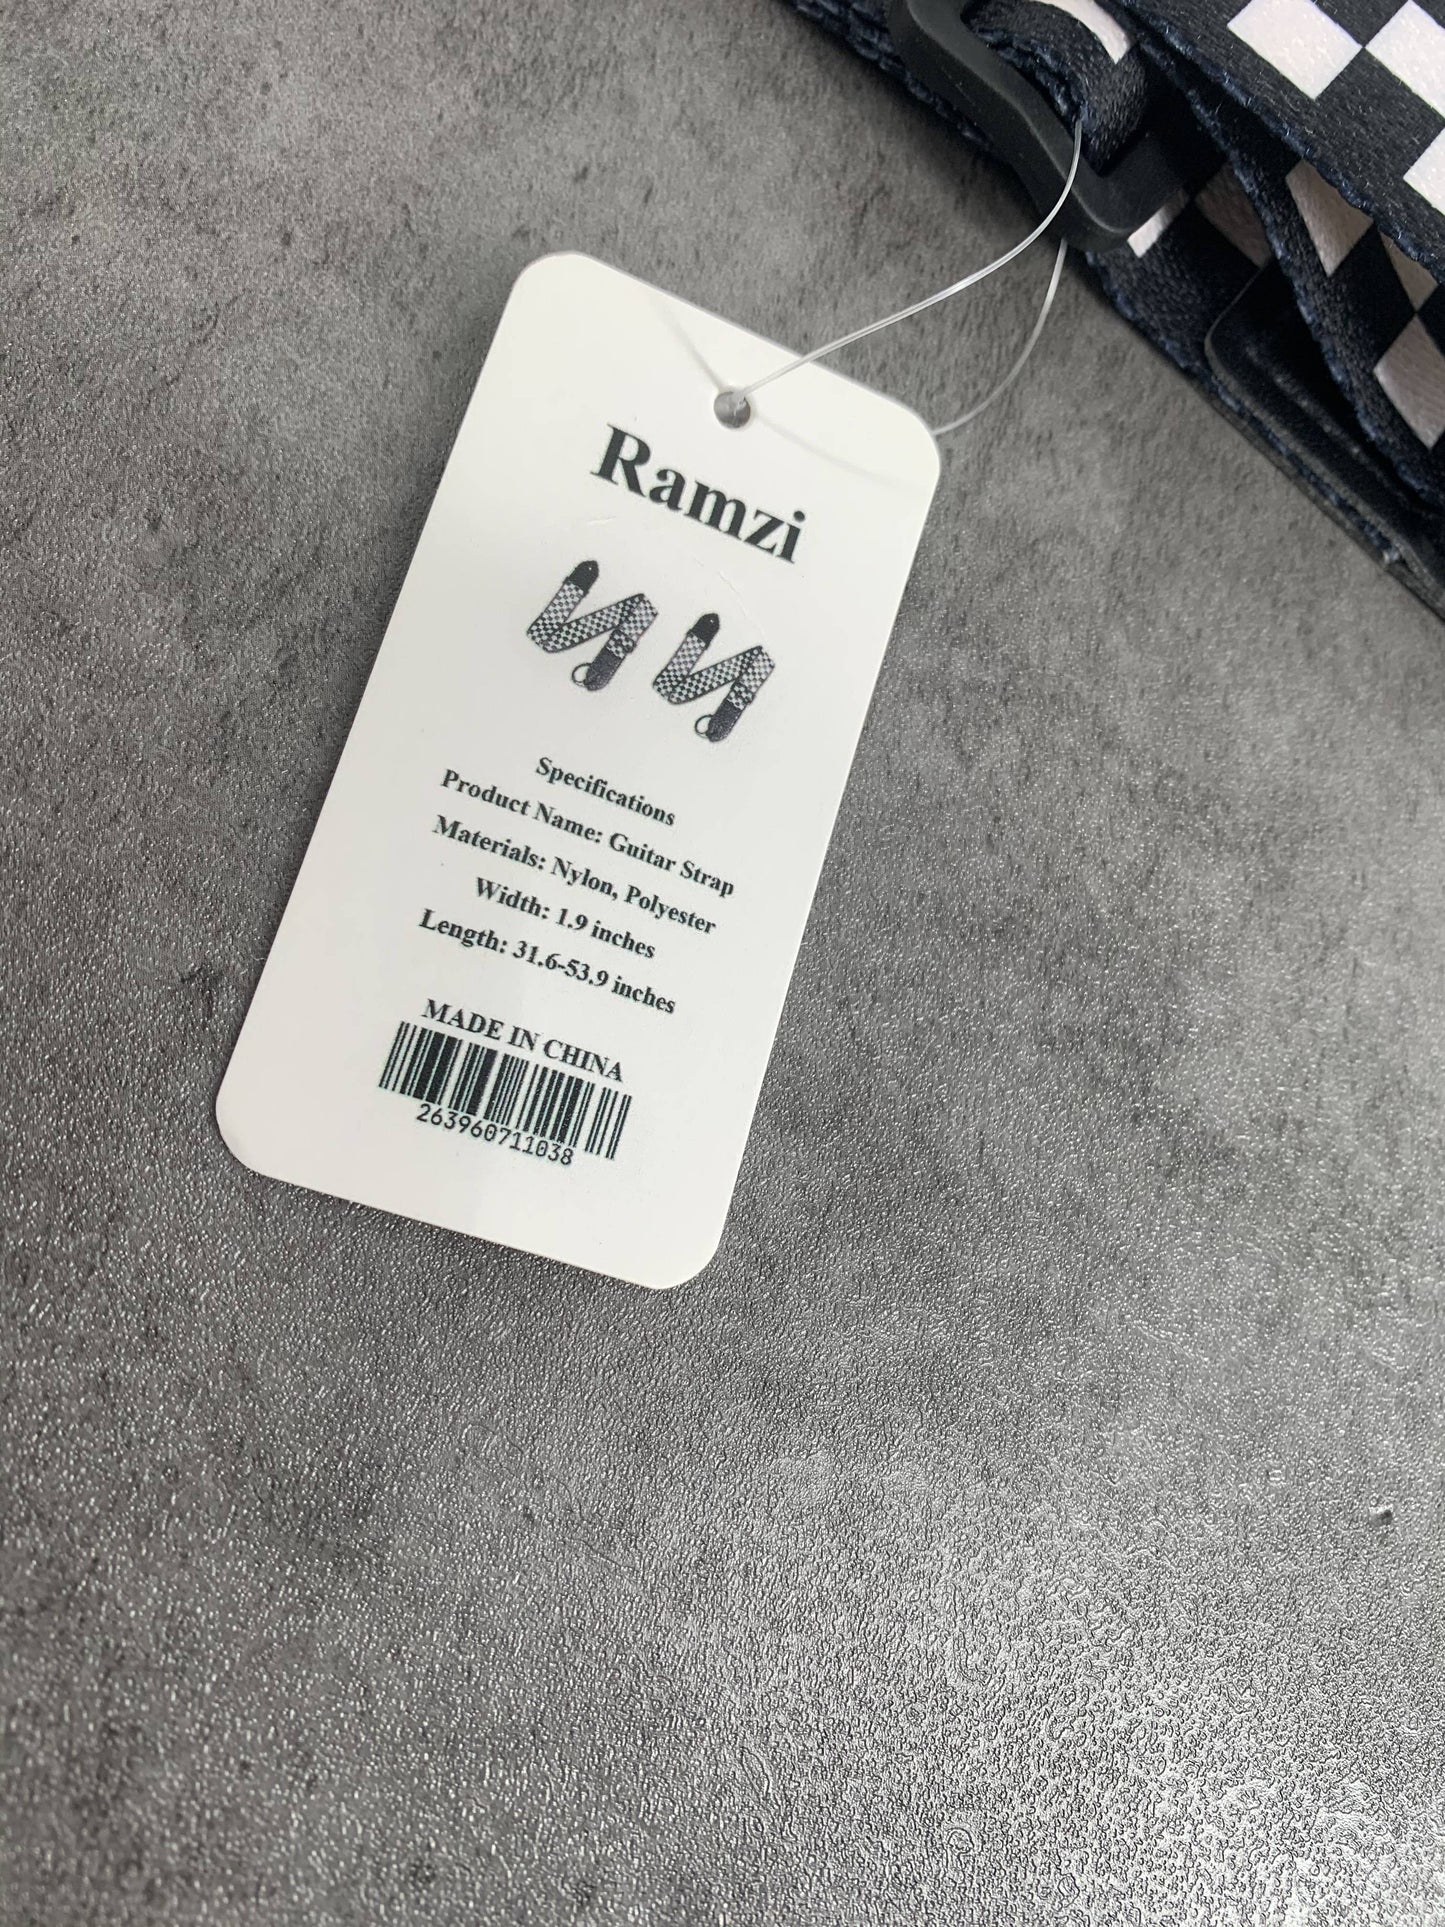 Ramzi
Specifications
Product Name: Guitar Strap
Materials: Nylon, Polyester
Width: 1.9 inches
Length: 31.6-53.9 inches
MADE IN CHINA
263960711038